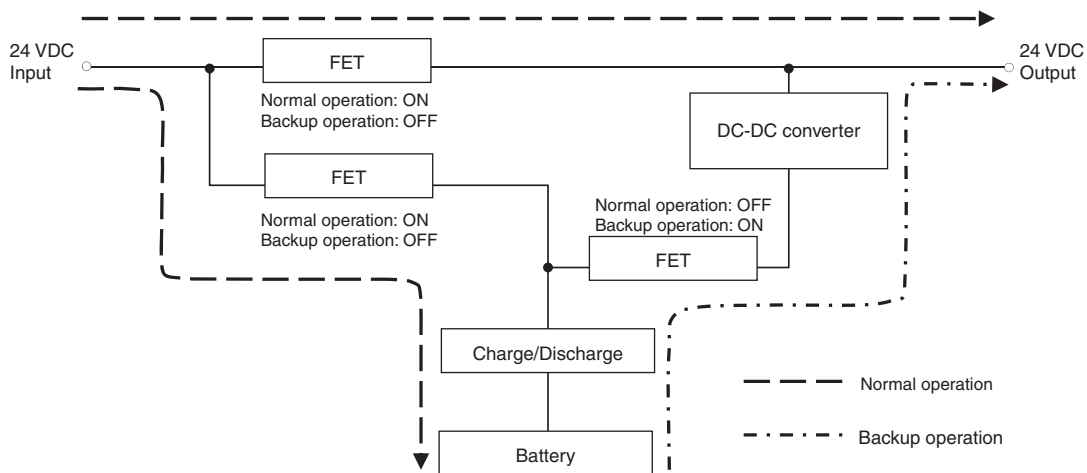 24 VDC
Input
FET
24 VDC
Output
Normal operation: ON
Backup operation: OFF
DC-DC converter
FET
Normal operation: ON
Backup operation: OFF
Normal operation: OFF
Backup operation: ON
FET
Charge/Discharge
Battery
Normal operation
Backup operation